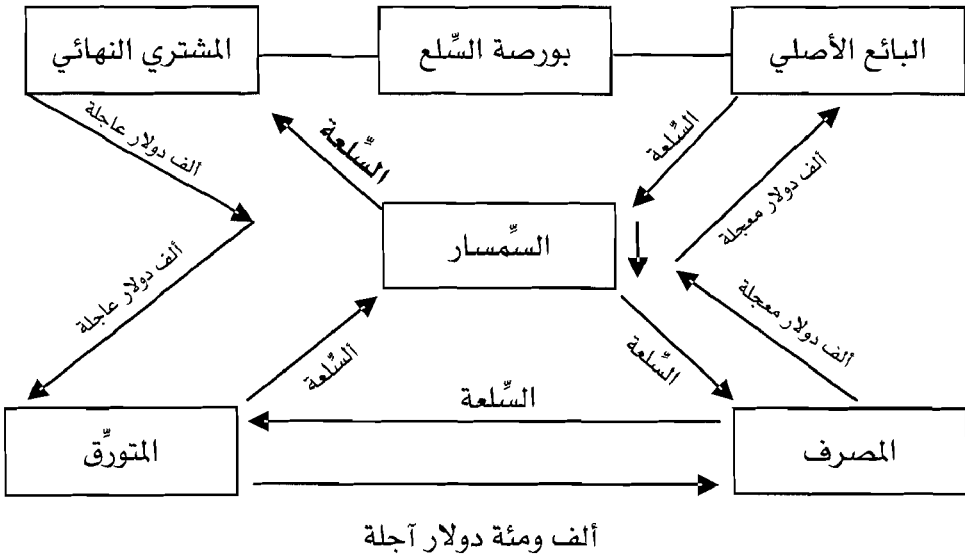 البائع الأصلي
بورصة السِّلع
المشتري النهائي
السِّلعة
ألف دولار معجلة
السِّلعة
ألف دولار عاجلة
السِّمسار
ألف دولار عاجلة
ألف دولار معجلة
السِّلعة
السِّلعة
السِّلعة
المصرف
المتورِّق
ألف ومئة دولار آجلة